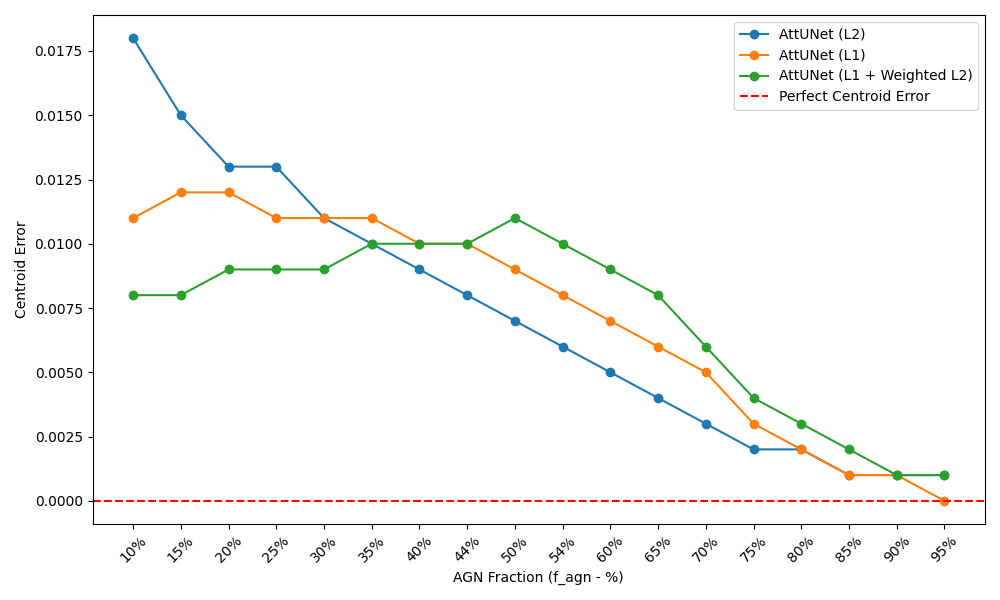 AttUNet (L2)
AttUNet (L1)
AttUNet (L1 + Weighted L2)
Perfect Centroid Error
Centroid Error
0.0175
0.0150
0.0125
0.0100
0.0075
0.0050
0.0025
0.0000
10% 15% 20% 25% 30% 35% 40% 44% 50% 54% 60% 65% 70% 75% 80% 85% 90% 95%
AGN Fraction (f_agn - %)